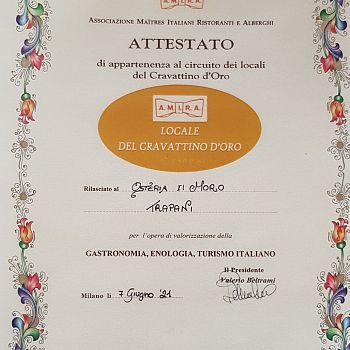 A.M.I.R.A.
ASSOCIAZIONE MAÎTRES ITALIANI RISTORANTI E ALBERGHI
ATTESTATO
di appartenenza al circuito dei locali
del Cravattino d'Oro
A.M.I.R.A.
LOCALE
DEL CRAVATTINO D'ORO
Rilasciato al OSTERIA IL MORO
TRAPANI
per l'opera di valorizzazione della
GASTRONOMIA, ENOLOGIA, TURISMO ITALIANO
Il Presidente
Valerio Beltrami
Milano li 7 Giugno '21